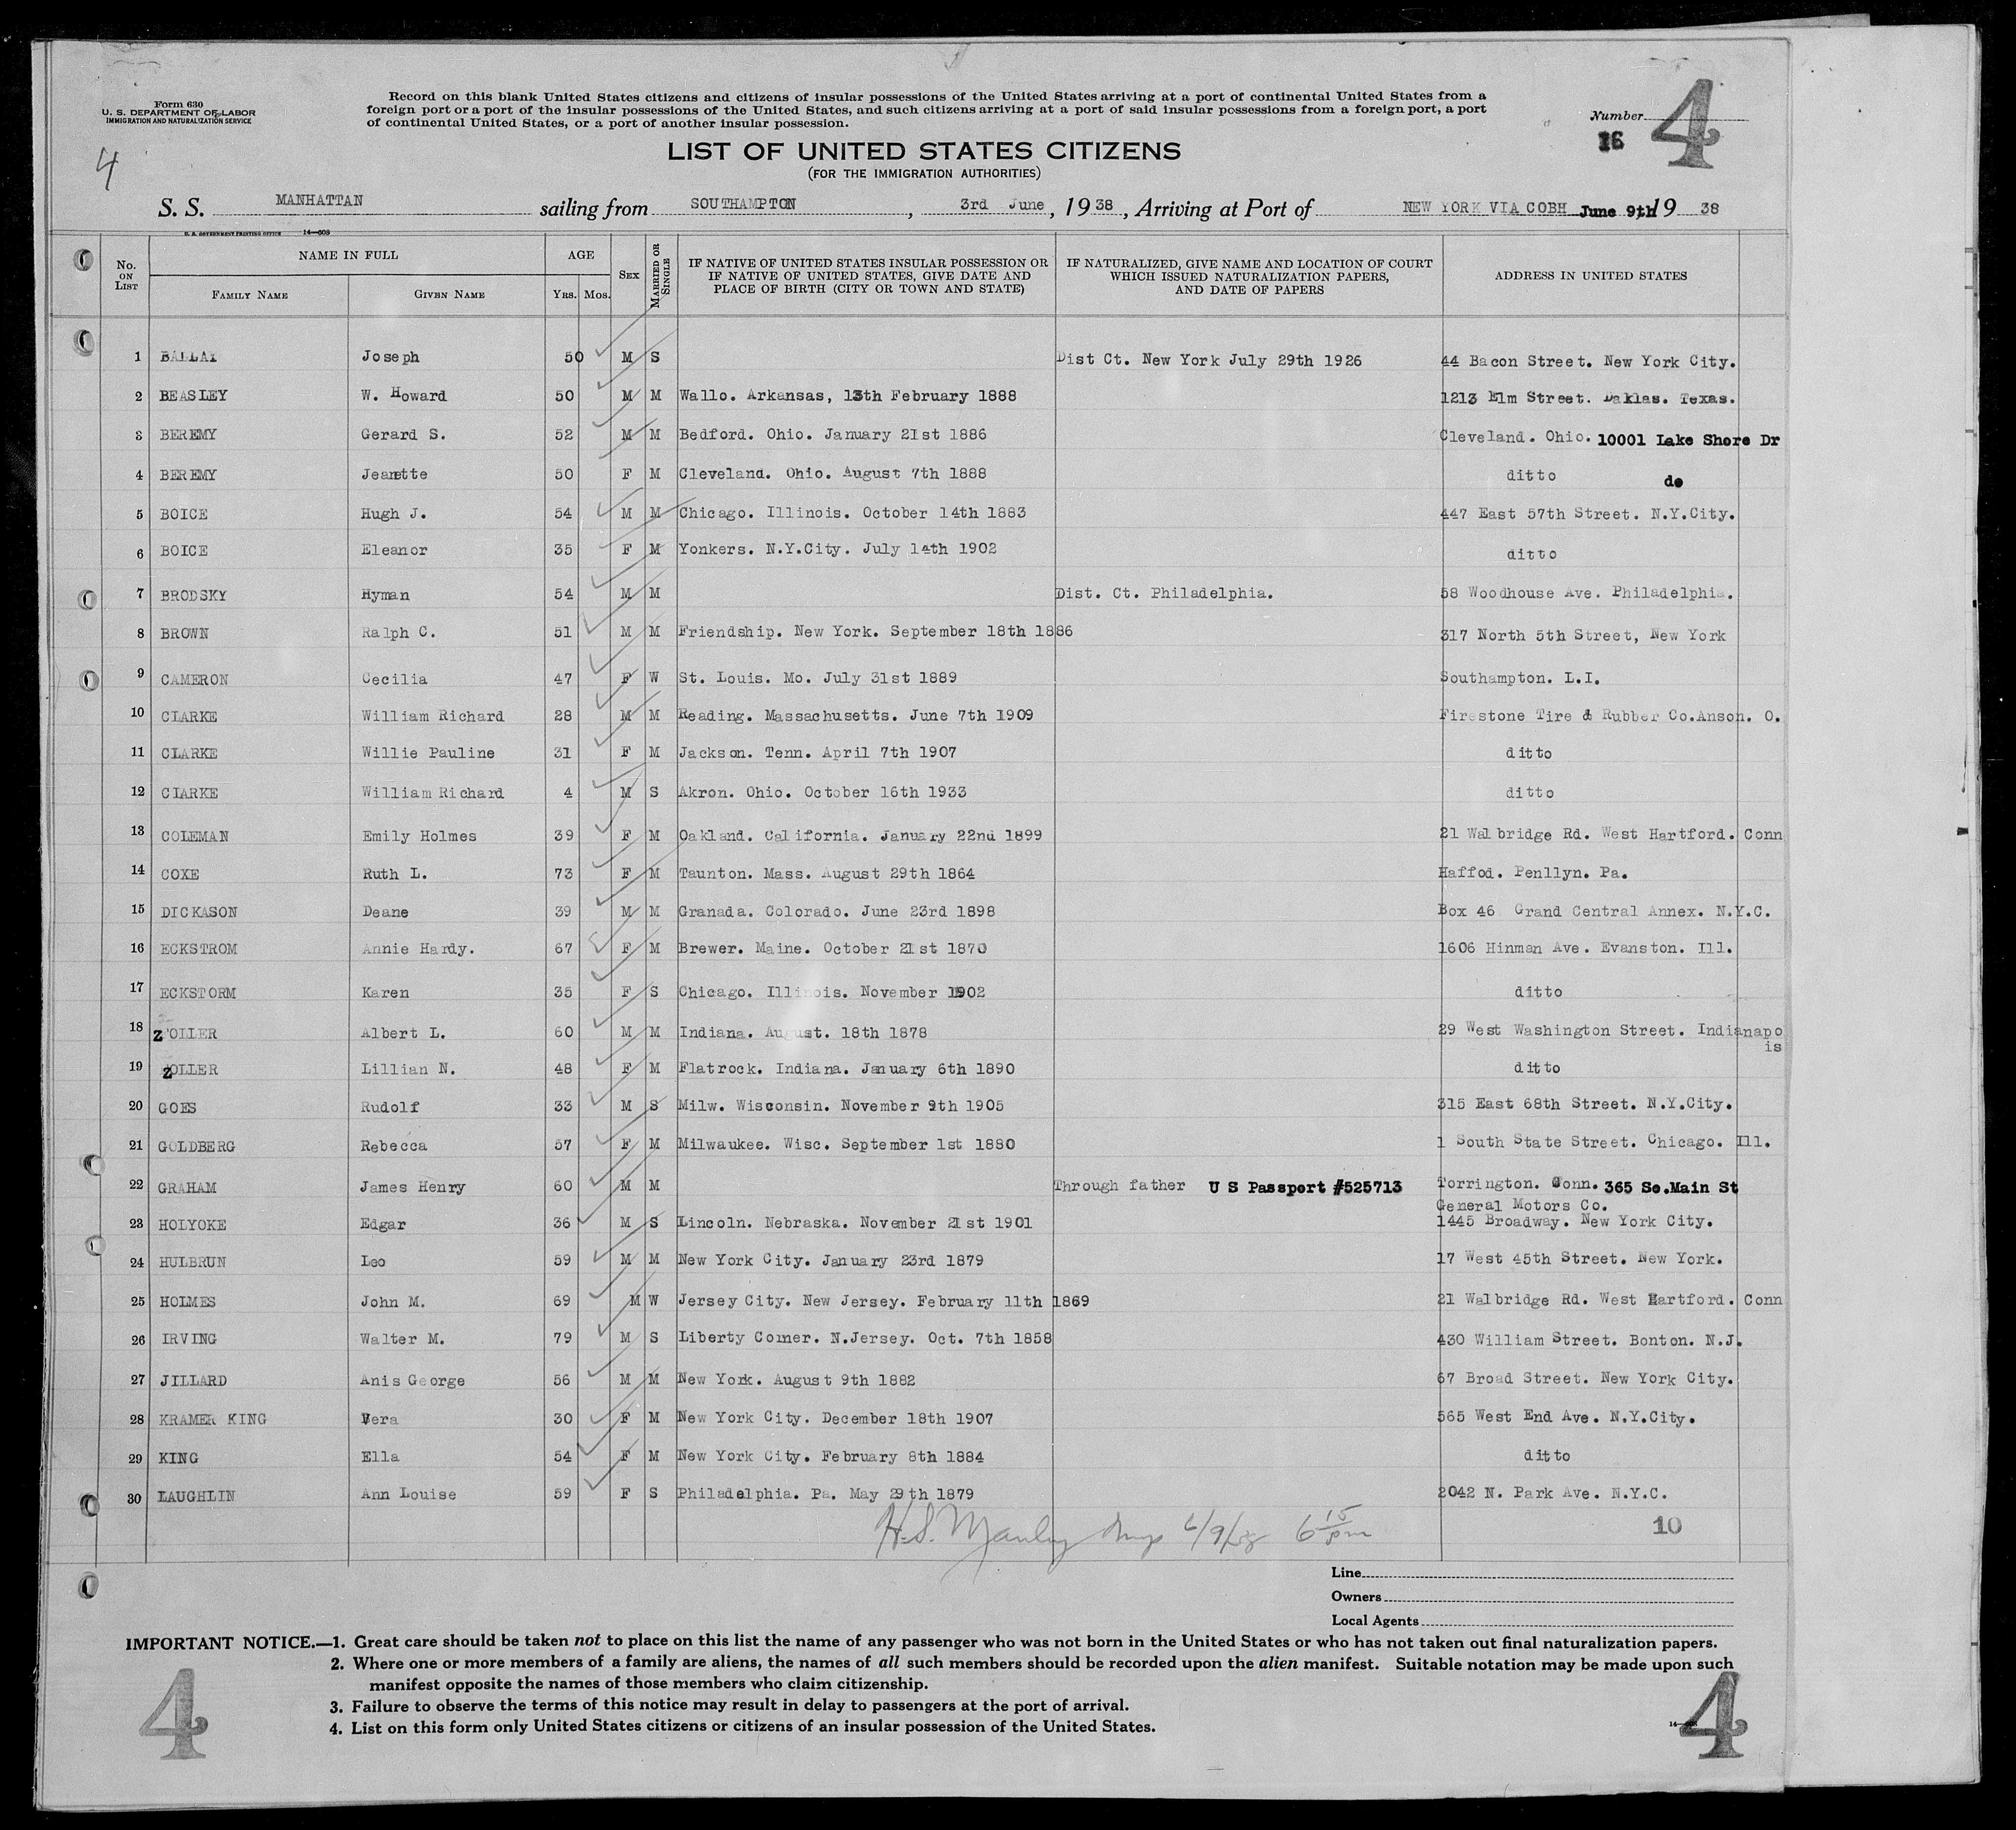 Form 630
U. S. DEPARTMENT OF LABOR
IMMIGRATION AND NATURALIZATION SERVICE
4
Record on this blank United States citizens and citizens of insular possessions of the United States arriving at a port of continental United States from a
foreign port or a port of the insular possessions of the United States, and such citizens arriving at a port of said insular possessions from a foreign port, a port
of continental United States, or a port of another insular possession.
Number
16
4
LIST OF UNITED STATES CITIZENS
(FOR THE IMMIGRATION AUTHORITIES)
S. S. MANHATTAN sailing from SOUTHAMPTON, 3rd June, 1938, Arriving at Port of NEW YORK VIA COBH June 9th 1938
U. S. GOVERNMENT PRINTING OFFICE 14—608
No. ON LIST NAME IN FULL FAMILY NAME GIVEN NAME AGE YRS. MOS. SEX MARRIED OR SINGLE IF NATIVE OF UNITED STATES INSULAR POSSESSION OR IF NATIVE OF UNITED STATES, GIVE DATE AND PLACE OF BIRTH (CITY OR TOWN AND STATE) IF NATURALIZED, GIVE NAME AND LOCATION OF COURT WHICH ISSUED NATURALIZATION PAPERS, AND DATE OF PAPERS ADDRESS IN UNITED STATES
1 Joseph 50 M S Dist Ct. New York July 29th 1926 44 Bacon Street. New York City.
2 BEASLEY W. Howard 50 M M Wallo. Arkansas, 13th February 1888 1213 Elm Street. Daklas. Texas.
3 BEREMY Gerard S. 52 M M Bedford. Ohio. January 21st 1886 Cleveland. Ohio. 10001 Lake Shore Dr
4 BEREMY Jeanette 50 F M Cleveland. Ohio. August 7th 1888 ditto do
5 BOICE Hugh J. 54 M M Chicago. Illinois. October 14th 1883 447 East 57th Street. N.Y.City.
6 BOICE Eleanor 35 F M Yonkers. N.Y.City. July 14th 1902 ditto
7 BRODSKY Hyman 54 M M Dist. Ct. Philadelphia. 58 Woodhouse Ave. Philadelphia.
8 BROWN Ralph C. 51 M M Friendship. New York. September 18th 1886 317 North 5th Street, New York
9 CAMERON Cecilia 47 F W St. Louis. Mo. July 31st 1889 Southampton. L.I.
10 CLARKE William Richard 28 M M Reading. Massachusetts. June 7th 1909 Firestone Tire & Rubber Co.Anson. O.
11 CLARKE Willie Pauline 31 F M Jackson. Tenn. April 7th 1907 ditto
12 CLARKE William Richard 4 M S Akron. Ohio. October 16th 1933 ditto
13 COLEMAN Emily Holmes 39 F M Oakland. California. January 22nd 1899 21 Walbridge Rd. West Hartford. Conn
14 COXE Ruth L. 73 F M Taunton. Mass. August 29th 1864 Haffod. Penllyn. Pa.
15 DICKASON Deane 39 M M Granada. Colorado. June 23rd 1898 Box 46 Grand Central Annex. N.Y.C.
16 ECKSTROM Annie Hardy. 67 F M Brewer. Maine. October 21st 1870 1606 Hinman Ave. Evanston. Ill.
17 ECKSTORM Karen 35 F S Chicago. Illinois. November 1902 ditto
18 ZOLLER Albert L. 60 M M Indiana. August. 18th 1878 29 West Washington Street. Indianapo
is
19 ZOLLER Lillian N. 48 F M Flatrock. Indiana. January 6th 1890 ditto
20 GOES Rudolf 33 M S Milw. Wisconsin. November 9th 1905 315 East 68th Street. N.Y.City.
21 GOLDBERG Rebecca 57 F M Milwaukee. Wisc. September 1st 1880 1 South State Street. Chicago. Ill.
22 GRAHAM James Henry 60 M M Through father U S Passport #525713 Torrington. Conn. 365 So.Main St
General Motors Co.
23 HOLYOKE Edgar 36 M S Lincoln. Nebraska. November 21st 1901 1445 Broadway. New York City.
24 HULBRUN Leo 59 M M New York City. January 23rd 1879 17 West 45th Street. New York.
25 HOLMES John M. 69 M W Jersey City. New Jersey. February 11th 1869 21 Walbridge Rd. West Hartford. Conn
26 IRVING Walter M. 79 M S Liberty Corner. N.Jersey. Oct. 7th 1858 430 William Street. Bonton. N.J.
27 JILLARD Anis George 56 M M New York. August 9th 1882 67 Broad Street. New York City.
28 KRAMER KING Vera 30 F M New York City. December 18th 1907 565 West End Ave. N.Y.City.
29 KING Ella 54 F M New York City. February 8th 1884 ditto
30 LAUGHLIN Ann Louise 59 F S Philadelphia. Pa. May 29th 1879 2042 N. Park Ave. N.Y.C.
H.S. Manley 6/9/38 6 15 pm
10
Line
Owners
Local Agents
IMPORTANT NOTICE.—1. Great care should be taken not to place on this list the name of any passenger who was not born in the United States or who has not taken out final naturalization papers.
2. Where one or more members of a family are aliens, the names of all such members should be recorded upon the alien manifest. Suitable notation may be made upon such
manifest opposite the names of those members who claim citizenship.
3. Failure to observe the terms of this notice may result in delay to passengers at the port of arrival.
4. List on this form only United States citizens or citizens of an insular possession of the United States.
4
4